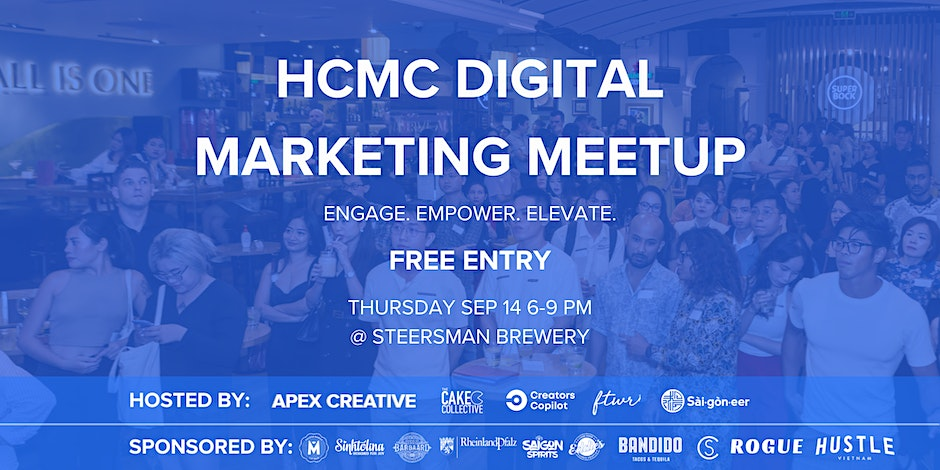 ALL IS ONE
SUPER
BOCK
HCMC DIGITAL
MARKETING MEETUP
ENGAGE. EMPOWER. ELEVATE.
FREE ENTRY
THURSDAY SEP 14 6-9 PM
@ STEERSMAN BREWERY
HOSTED BY: APEX CREATIVE THE CAKE COLLECTIVE Creators Copilot ftwr Sài·gòn·eer
SPONSORED BY: M RheinlandPfalz SAIGON SPIRITS BANDIDO TACOS & TEQUILA ROGUE HUSTLE VIETNAM